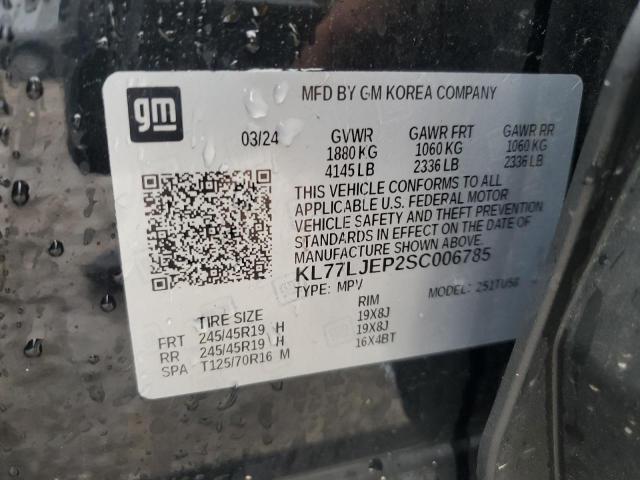 gm
MFD BY GM KOREA COMPANY
03/24 GVWR GAWR FRT GAWR RR
1880 KG 1060 KG 1060 KG
4145 LB 2336 LB 2336 LB
THIS VEHICLE CONFORMS TO ALL
APPLICABLE U.S. FEDERAL MOTOR
VEHICLE SAFETY AND THEFT PREVENTION
STANDARDS IN EFFECT ON THE DATE OF
MANUFACTURE SHOWN ABOVE.
KL77LJEP2SC006785
TYPE: MPV MODEL: 251TU56
TIRE SIZE RIM
FRT 245/45R19 H 19X8J
RR 245/45R19 H 19X8J
SPA T125/70R16 M 16X4BT